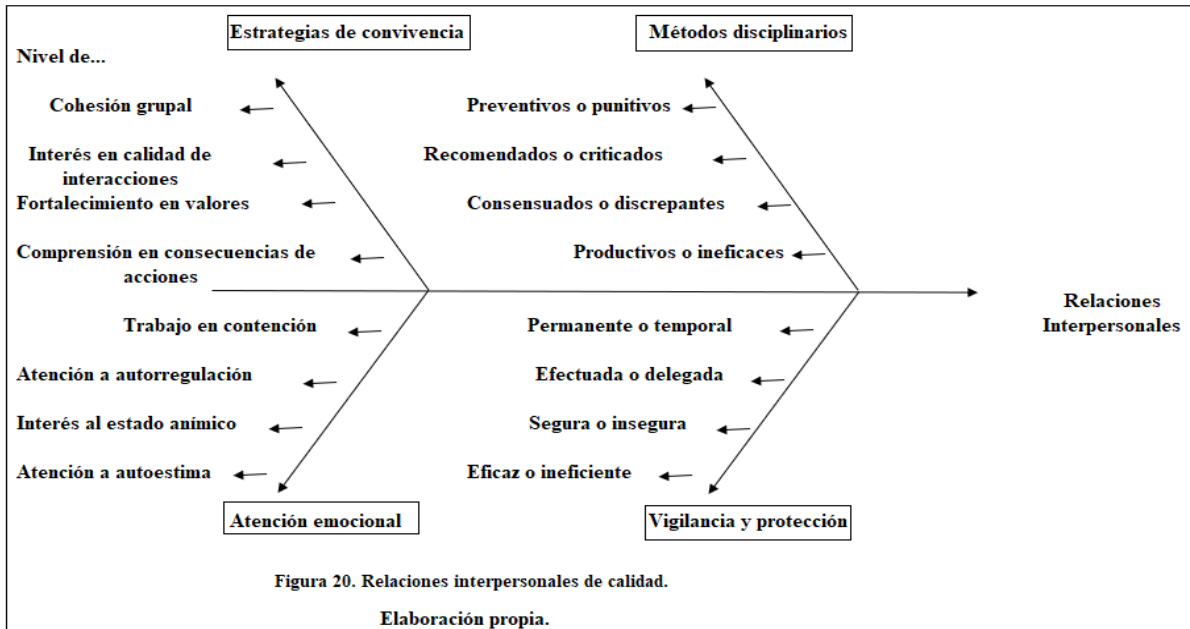 Estrategias de convivencia
Métodos disciplinarios
Nivel de...
Cohesión grupal
Interés en calidad de
interacciones
Fortalecimiento en valores
Comprensión en consecuencias de
acciones
Preventivos o punitivos
Recomendados o criticados
Consensuados o discrepantes
Productivos o ineficaces
Relaciones
Interpersonales
Trabajo en contención
Atención a autorregulación
Interés al estado anímico
Atención a autoestima
Permanente o temporal
Efectuada o delegada
Segura o insegura
Eficaz o ineficiente
Atención emocional
Vigilancia y protección
Figura 20. Relaciones interpersonales de calidad.
Elaboración propia.